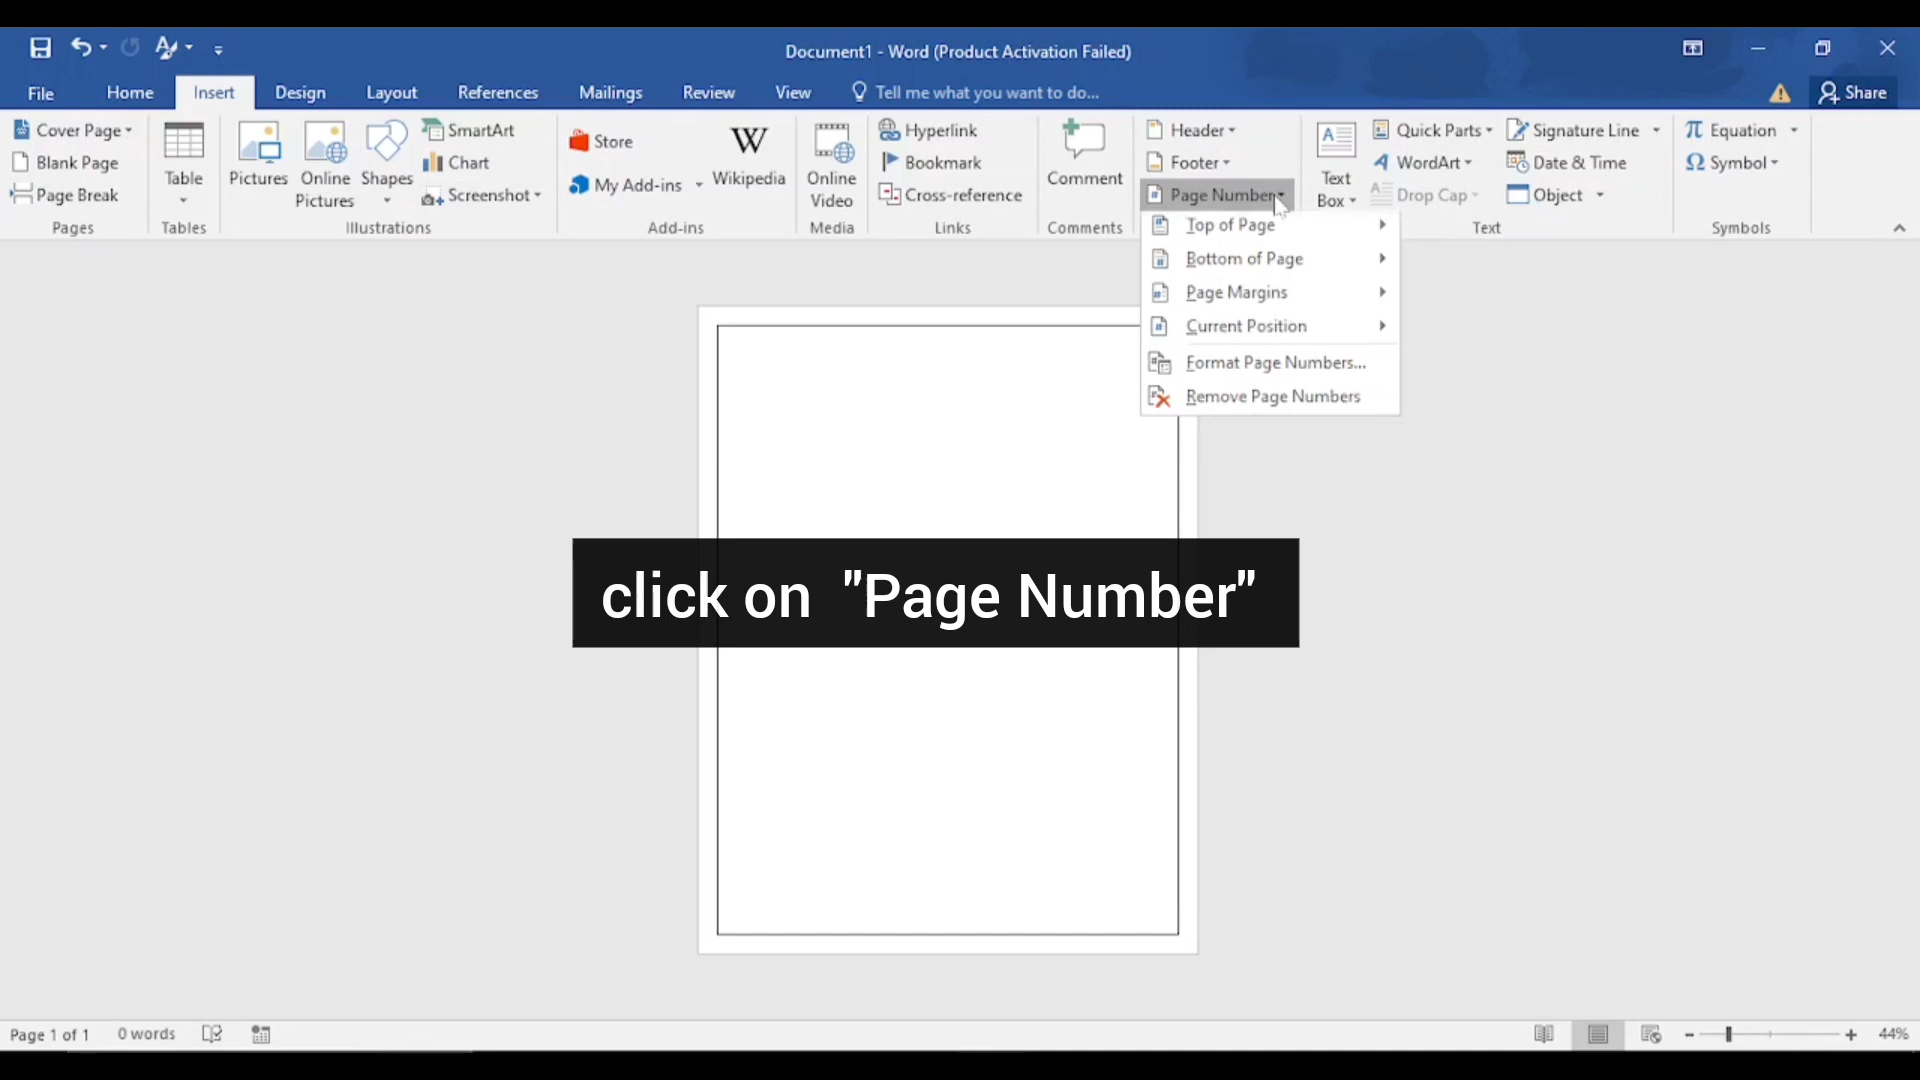 Document1 - Word (Product Activation Failed)
File Home Insert Design Layout References Mailings Review View Tell me what you want to do... Share
Cover Page
Blank Page
Page Break
Pages
Table
Tables
Pictures
Online
Pictures
Shapes
SmartArt
Chart
Screenshot
Illustrations
Store
My Add-ins
Wikipedia
Add-ins
Online
Video
Media
Hyperlink
Bookmark
Cross-reference
Links
Comment
Comments
Header
Footer
Page Number
Text
Box
Quick Parts
WordArt
Drop Cap
Signature Line
Date & Time
Object
Text
Equation
Symbol
Symbols
Top of Page
Bottom of Page
Page Margins
Current Position
Format Page Numbers...
Remove Page Numbers
click on "Page Number"
Page 1 of 1 0 words 44%